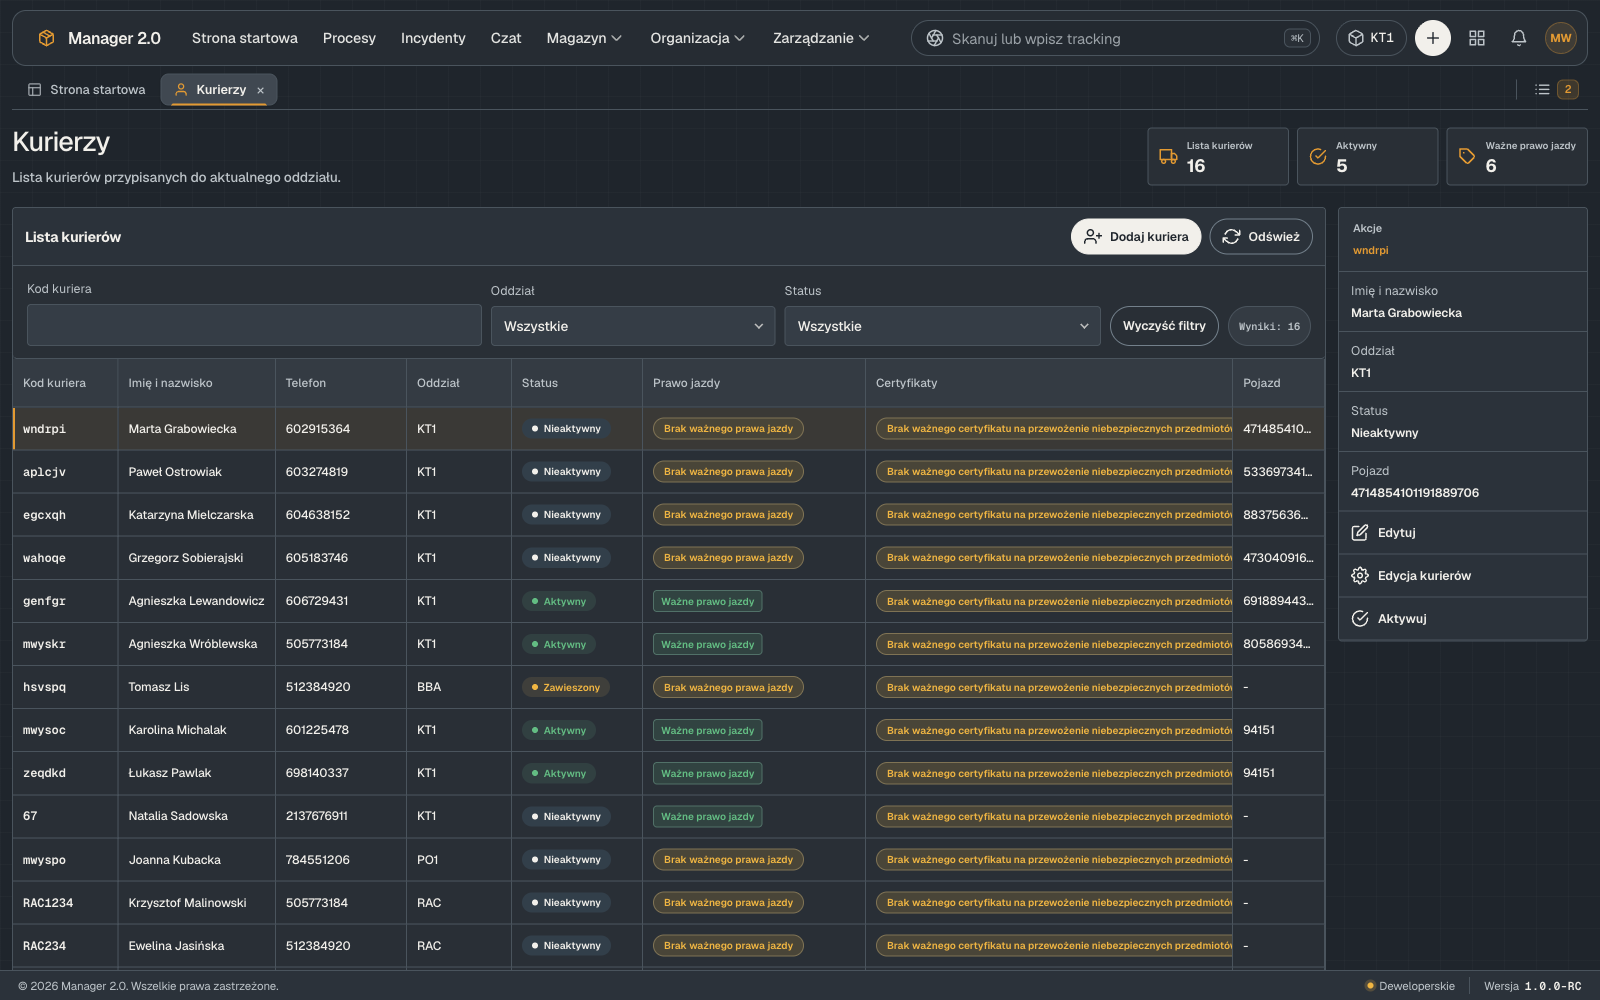 Manager 2.0 Strona startowa Procesy Incydenty Czat Magazyn Organizacja Zarządzanie Skanuj lub wpisz tracking ⌘K KT1 MW
Strona startowa Kurierzy × 2
Kurierzy
Lista kurierów przypisanych do aktualnego oddziału.
Lista kurierów
16
Aktywny
5
Ważne prawo jazdy
6
Lista kurierów Dodaj kuriera Odśwież
Kod kuriera Oddział Status
Wszystkie Wszystkie Wyczyść filtry Wyniki: 16
Kod kuriera Imię i nazwisko Telefon Oddział Status Prawo jazdy Certyfikaty Pojazd
wndrpi Marta Grabowiecka 602915364 KT1 Nieaktywny Brak ważnego prawa jazdy Brak ważnego certyfikatu na przewożenie niebezpiecznych przedmiotów 471485410...
aplcjv Paweł Ostrowiak 603274819 KT1 Nieaktywny Brak ważnego prawa jazdy Brak ważnego certyfikatu na przewożenie niebezpiecznych przedmiotów 533697341...
egcxqh Katarzyna Mielczarska 604638152 KT1 Nieaktywny Brak ważnego prawa jazdy Brak ważnego certyfikatu na przewożenie niebezpiecznych przedmiotów 88375636...
wahoqe Grzegorz Sobierajski 605183746 KT1 Nieaktywny Brak ważnego prawa jazdy Brak ważnego certyfikatu na przewożenie niebezpiecznych przedmiotów 473040916...
genfgr Agnieszka Lewandowicz 606729431 KT1 Aktywny Ważne prawo jazdy Brak ważnego certyfikatu na przewożenie niebezpiecznych przedmiotów 691889443...
mwyskr Agnieszka Wróblewska 505773184 KT1 Aktywny Ważne prawo jazdy Brak ważnego certyfikatu na przewożenie niebezpiecznych przedmiotów 80586934...
hsvspq Tomasz Lis 512384920 BBA Zawieszony Brak ważnego prawa jazdy Brak ważnego certyfikatu na przewożenie niebezpiecznych przedmiotów -
mwysoc Karolina Michalak 601225478 KT1 Aktywny Ważne prawo jazdy Brak ważnego certyfikatu na przewożenie niebezpiecznych przedmiotów 94151
zeqdkd Łukasz Pawlak 698140337 KT1 Aktywny Ważne prawo jazdy Brak ważnego certyfikatu na przewożenie niebezpiecznych przedmiotów 94151
67 Natalia Sadowska 2137676911 KT1 Nieaktywny Ważne prawo jazdy Brak ważnego certyfikatu na przewożenie niebezpiecznych przedmiotów -
mwyspo Joanna Kubacka 784551206 PO1 Nieaktywny Brak ważnego prawa jazdy Brak ważnego certyfikatu na przewożenie niebezpiecznych przedmiotów -
RAC1234 Krzysztof Malinowski 505773184 RAC Nieaktywny Brak ważnego prawa jazdy Brak ważnego certyfikatu na przewożenie niebezpiecznych przedmiotów -
RAC234 Ewelina Jasińska 512384920 RAC Nieaktywny Brak ważnego prawa jazdy Brak ważnego certyfikatu na przewożenie niebezpiecznych przedmiotów -
Akcje
wndrpi
Imię i nazwisko
Marta Grabowiecka
Oddział
KT1
Status
Nieaktywny
Pojazd
4714854101191889706
Edytuj
Edycja kurierów
Aktywuj
© 2026 Manager 2.0. Wszelkie prawa zastrzeżone. Deweloperskie Wersja 1.0.0-RC